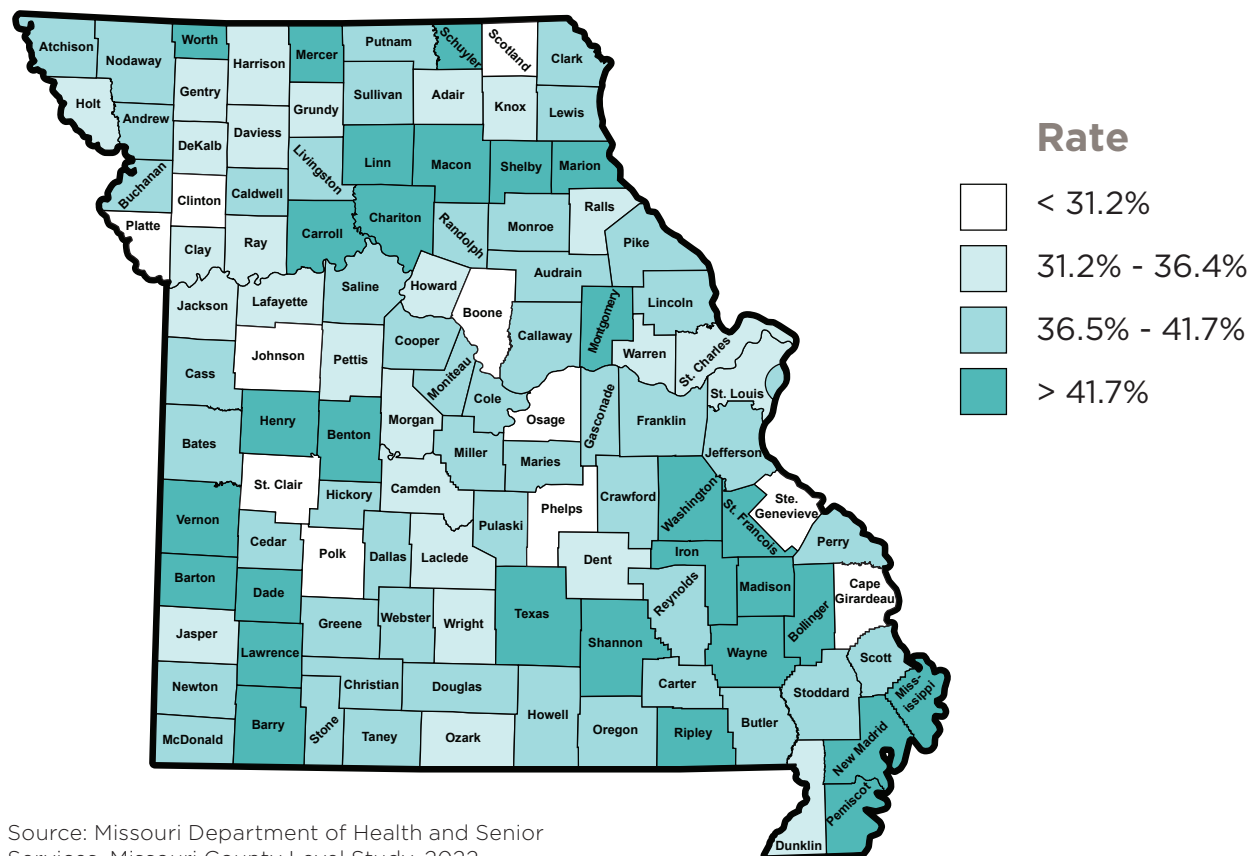 Atchison
Nodaway
Worth
Harrison
Mercer
Putnam
Schuyler
Scotland
Clark
Holt
Gentry
Grundy
Sullivan
Adair
Knox
Lewis
Andrew
DeKalb
Daviess
Livingston
Linn
Macon
Shelby
Marion
Buchanan
Clinton
Caldwell
Platte
Clay
Ray
Carroll
Chariton
Randolph
Monroe
Ralls
Pike
Audrain
Jackson
Lafayette
Saline
Howard
Boone
Callaway
Montgomery
Lincoln
Johnson
Pettis
Cooper
Warren
St. Charles
Cass
Moniteau
Cole
Osage
Gasconade
Franklin
St. Louis
Henry
Benton
Morgan
Bates
Miller
Maries
Jefferson
St. Clair
Hickory
Camden
Pulaski
Phelps
Crawford
Washington
St. Francois
Ste.
Genevieve
Vernon
Cedar
Polk
Dallas
Laclede
Dent
Iron
Perry
Barton
Dade
Greene
Webster
Wright
Texas
Shannon
Reynolds
Madison
Bollinger
Cape
Girardeau
Jasper
Lawrence
Wayne
Scott
Newton
Christian
Douglas
Howell
Carter
Stoddard
Miss-
issippi
McDonald
Barry
Stone
Taney
Ozark
Oregon
Ripley
Butler
New Madrid
Pemiscot
Dunklin
Rate
< 31.2%
31.2% - 36.4%
36.5% - 41.7%
> 41.7%
Source: Missouri Department of Health and Senior
Services, Missouri County Level Study, 2022